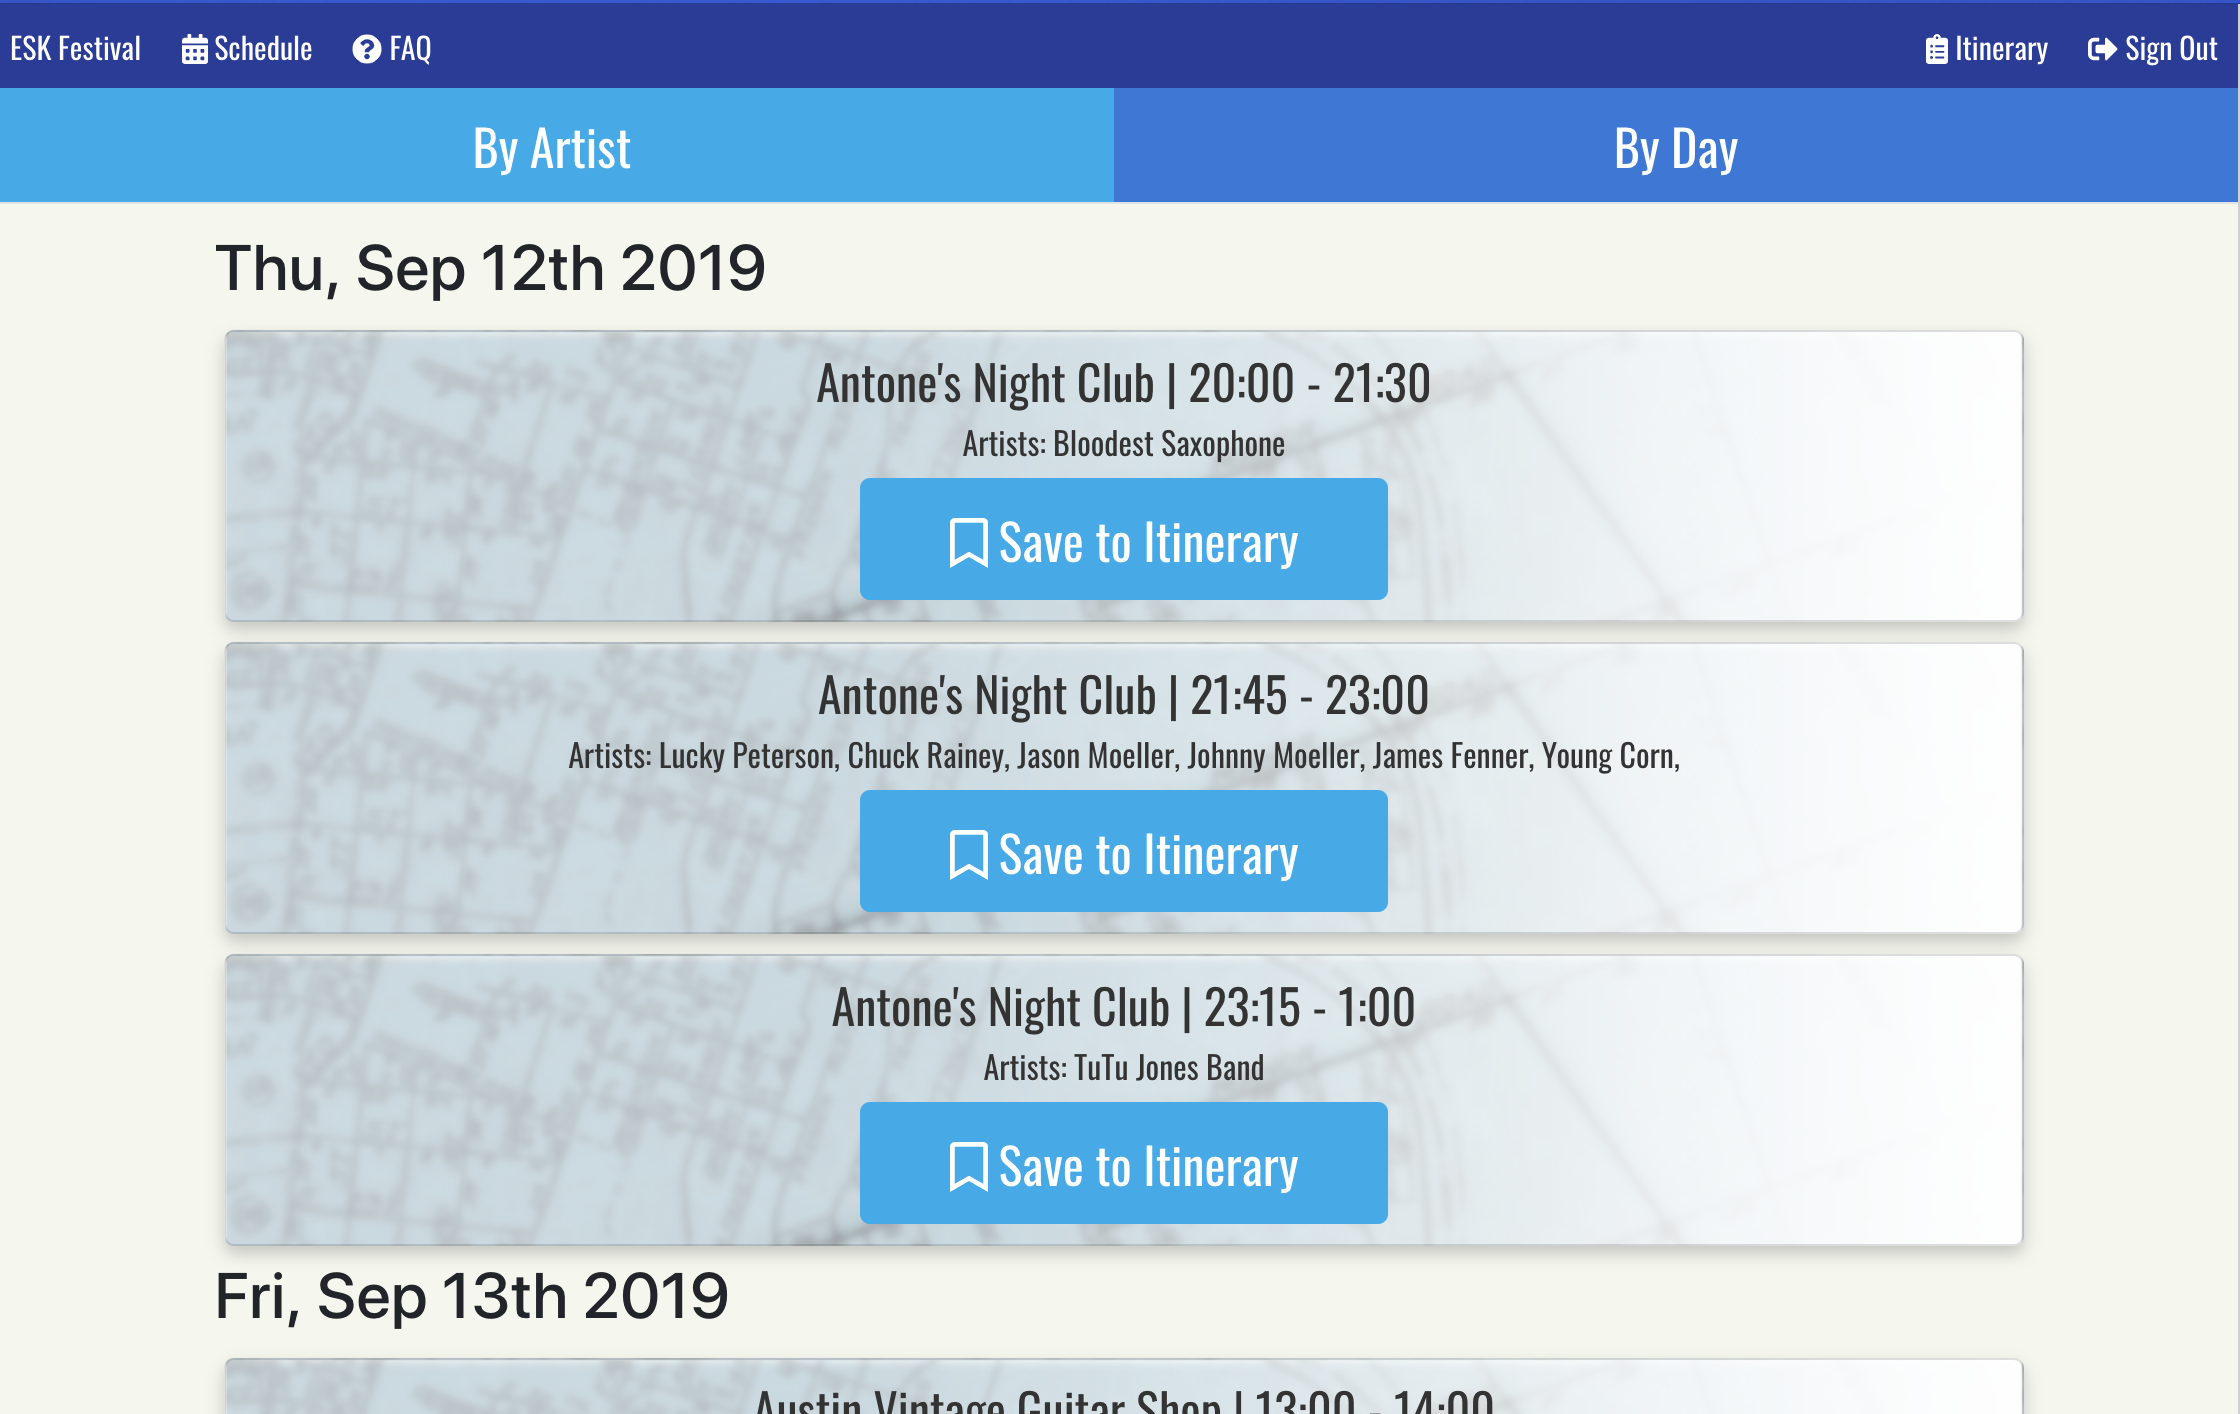 ESK Festival Schedule FAQ Itinerary Sign Out
By Artist By Day
Thu, Sep 12th 2019
Antone's Night Club | 20:00 - 21:30
Artists: Bloodest Saxophone
Save to Itinerary
Antone's Night Club | 21:45 - 23:00
Artists: Lucky Peterson, Chuck Rainey, Jason Moeller, Johnny Moeller, James Fenner, Young Corn,
Save to Itinerary
Antone's Night Club | 23:15 - 1:00
Artists: TuTu Jones Band
Save to Itinerary
Fri, Sep 13th 2019
Austin Vintage Guitar Shop | 13:00 - 14:00